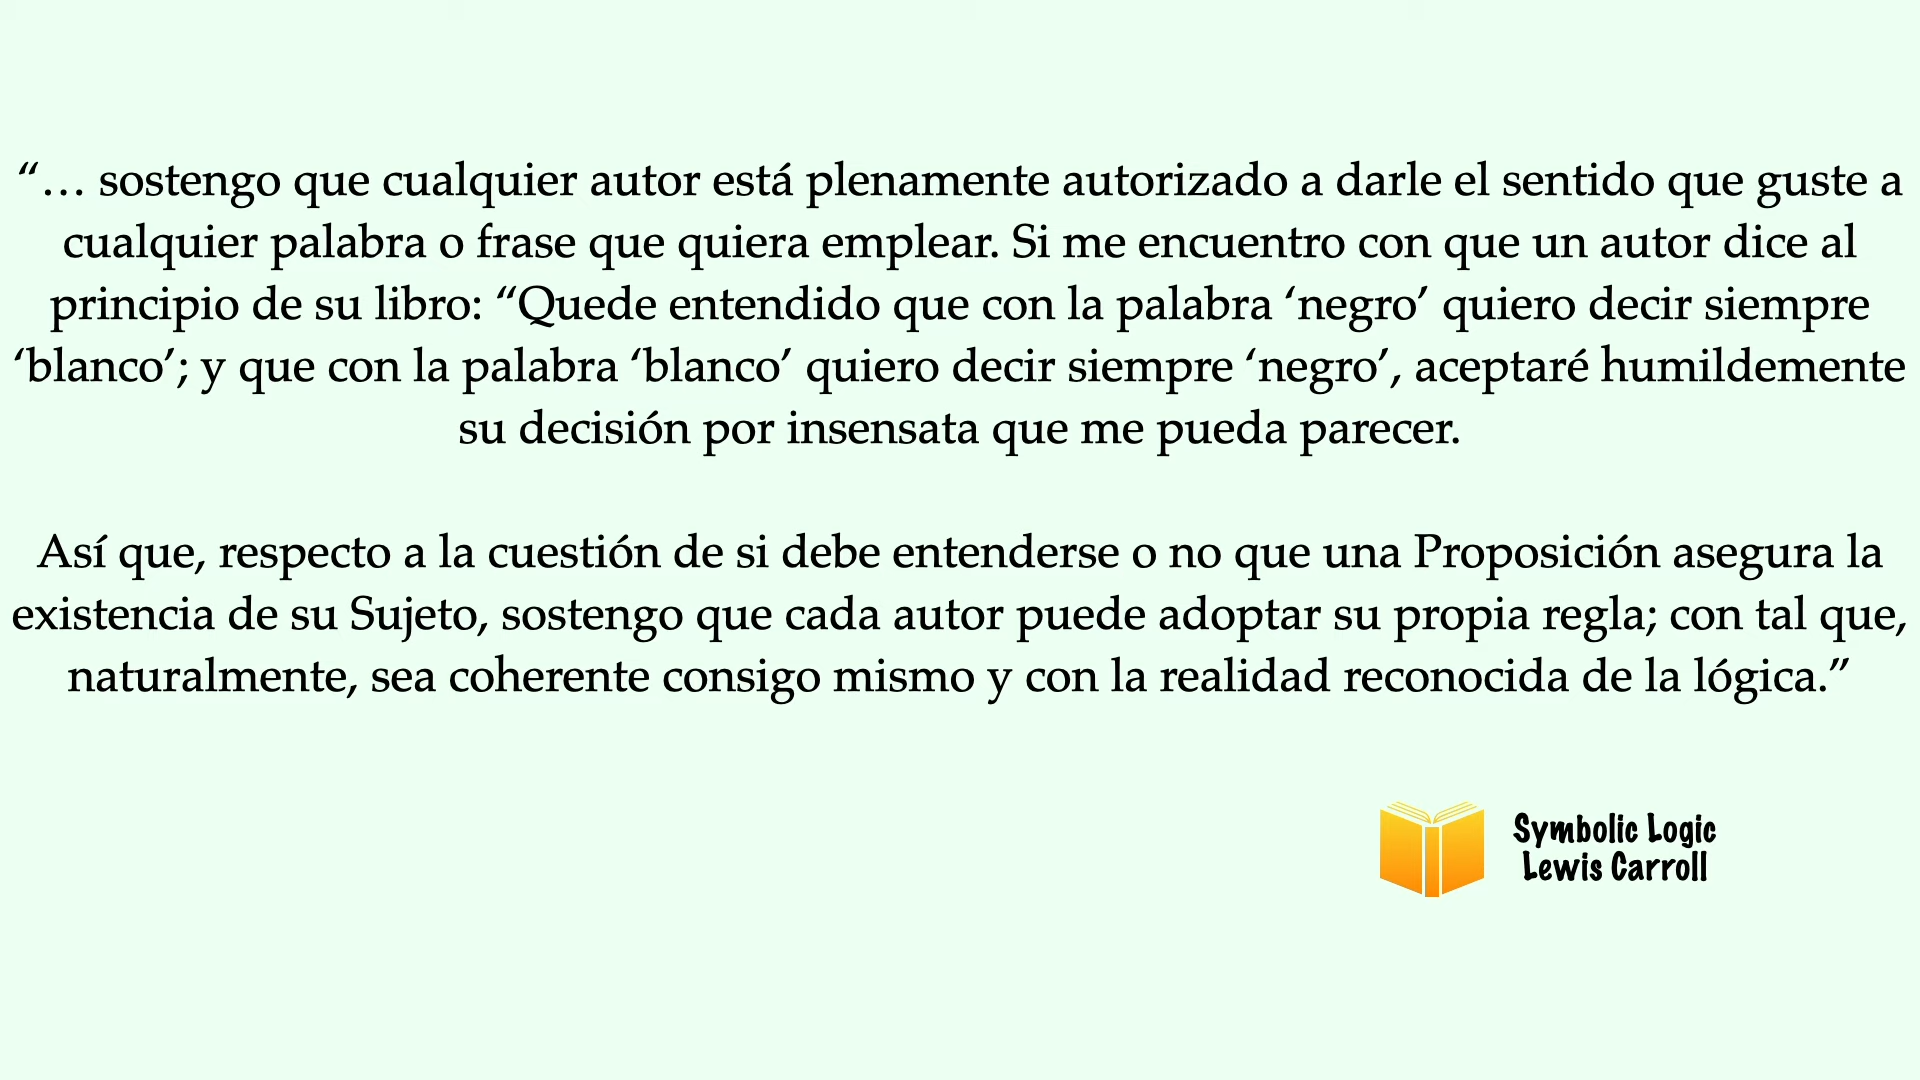 “… sostengo que cualquier autor está plenamente autorizado a darle el sentido que guste a
cualquier palabra o frase que quiera emplear. Si me encuentro con que un autor dice al
principio de su libro: “Quede entendido que con la palabra ‘negro’ quiero decir siempre
‘blanco’; y que con la palabra ‘blanco’ quiero decir siempre ‘negro’, aceptaré humildemente
su decisión por insensata que me pueda parecer.
Así que, respecto a la cuestión de si debe entenderse o no que una Proposición asegura la
existencia de su Sujeto, sostengo que cada autor puede adoptar su propia regla; con tal que,
naturalmente, sea coherente consigo mismo y con la realidad reconocida de la lógica.”
Symbolic Logic
Lewis Carroll